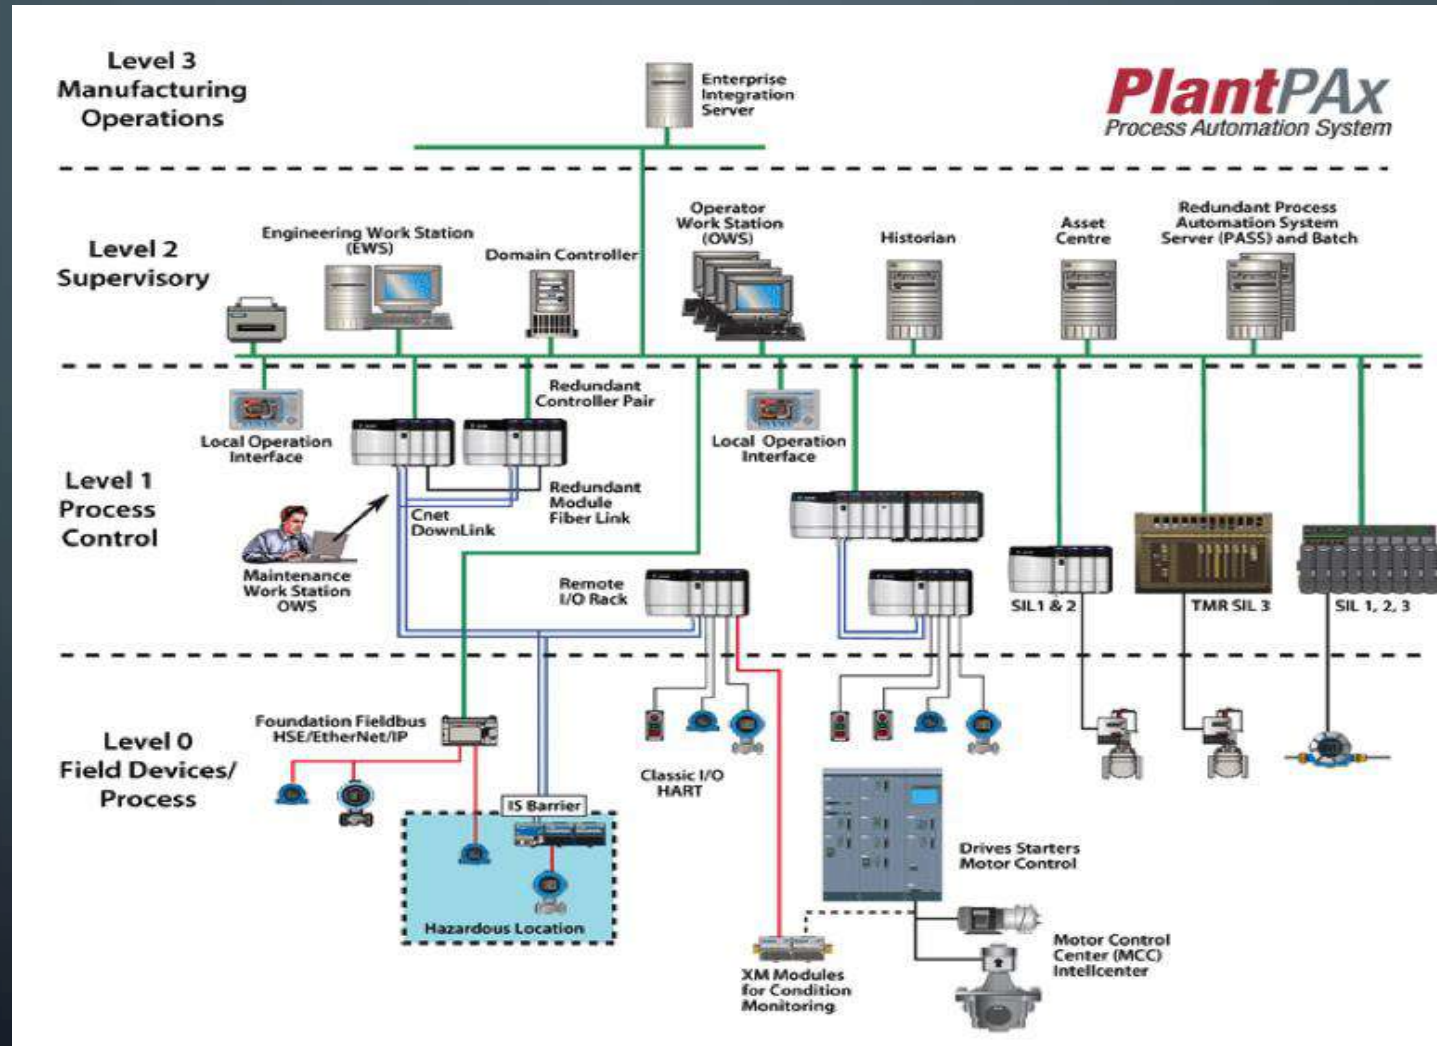 Level 3
Manufacturing
Operations
Enterprise
Integration
Server
PlantPAx
Process Automation System
Level 2
Supervisory
Engineering Work Station
(EWS)
Domain Controller
Operator
Work Station
(OWS)
Historian
Asset
Centre
Redundant Process
Automation System
Server (PASS) and Batch
Level 1
Process
Control
Local Operation
Interface
Redundant
Controller Pair
Local Operation
Interface
Cnet
DownLink
Redundant
Module
Fiber Link
Maintenance
Work Station
OWS
Remote
I/O Rack
SIL1 & 2
TMR SIL 3
SIL 1, 2, 3
Level 0
Field Devices/
Process
Foundation Fieldbus
HSE/EtherNet/IP
IS Barrier
Hazardous Location
Classic I/O
HART
Drives Starters
Motor Control
XM Modules
for Condition
Monitoring
Motor Control
Center (MCC)
Intellcenter